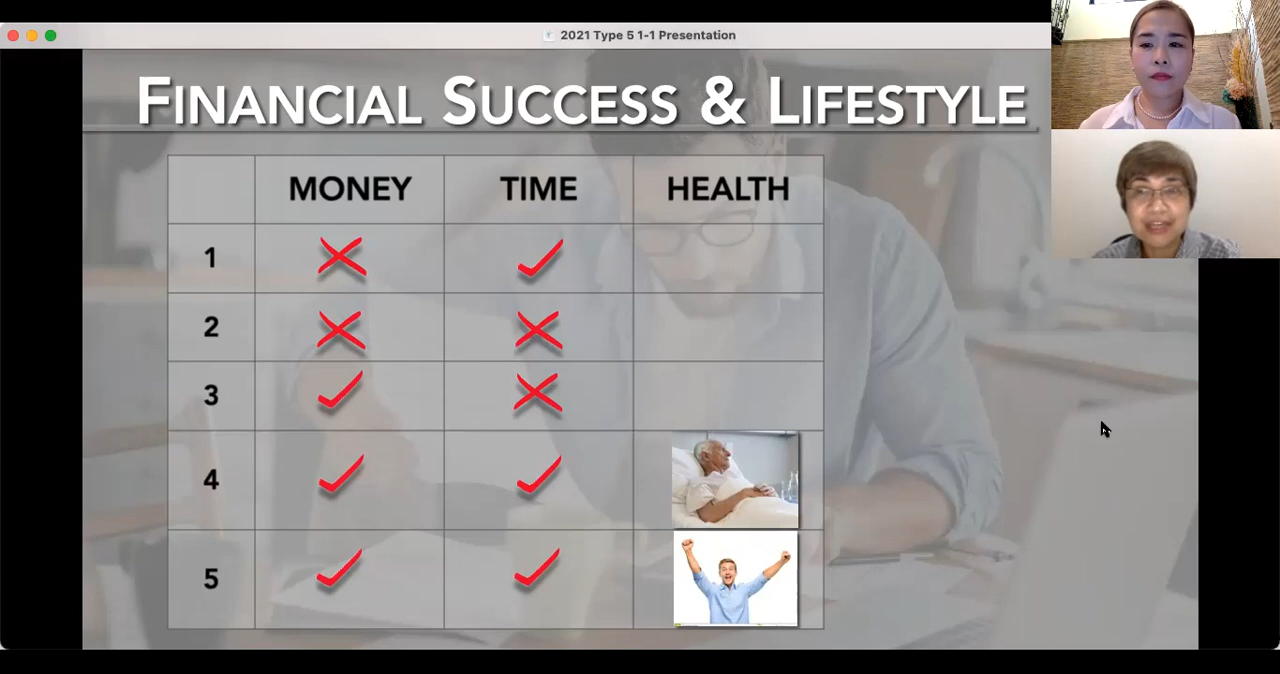 2021 Type 5 1-1 Presentation
FINANCIAL SUCCESS & LIFESTYLE
MONEY TIME HEALTH
1
2
3
4
5